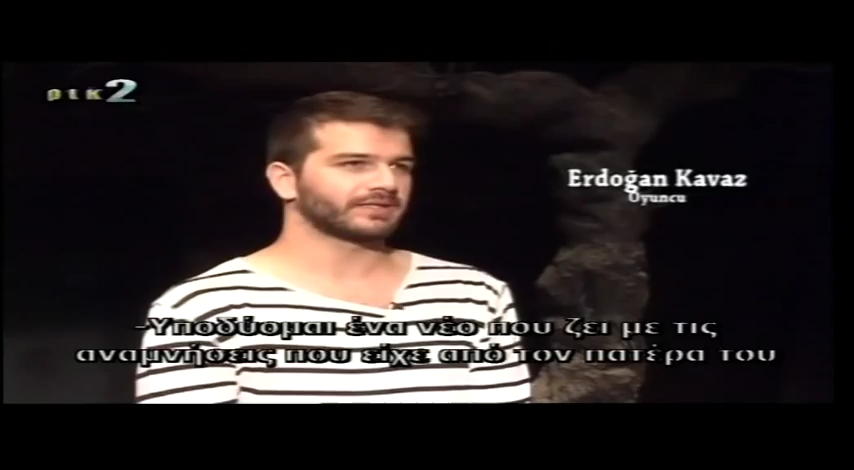 ρικ2
Erdoğan Kavaz
Oyuncu
-Υποδύομαι ένα νέο που ζει με τις
αναμνήσεις που είχε από τον πατέρα του